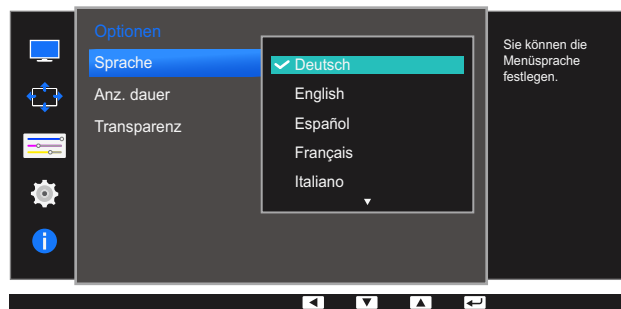 Optionen
Sprache
Anz. dauer
Transparenz
Deutsch
English
Español
Français
Italiano
Sie können die
Menüsprache
festlegen.